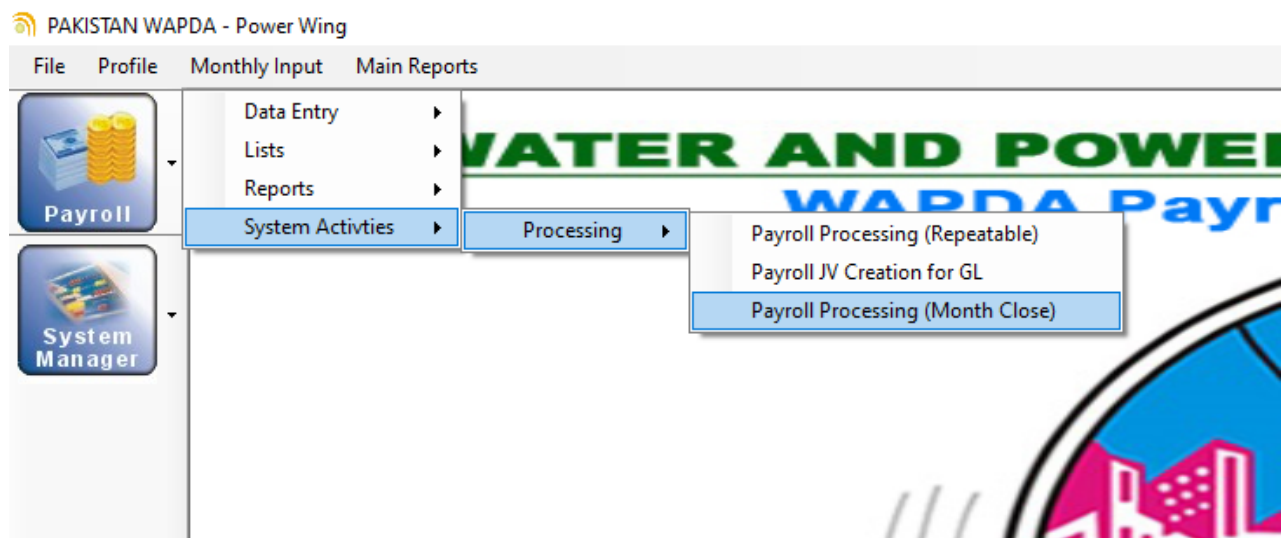 PAKISTAN WAPDA - Power Wing
File Profile Monthly Input Main Reports
Payroll
System
Manager
Data Entry
Lists
Reports
System Activties
Processing
Payroll Processing (Repeatable)
Payroll JV Creation for GL
Payroll Processing (Month Close)
WATER AND POWE
WAPDA Payr